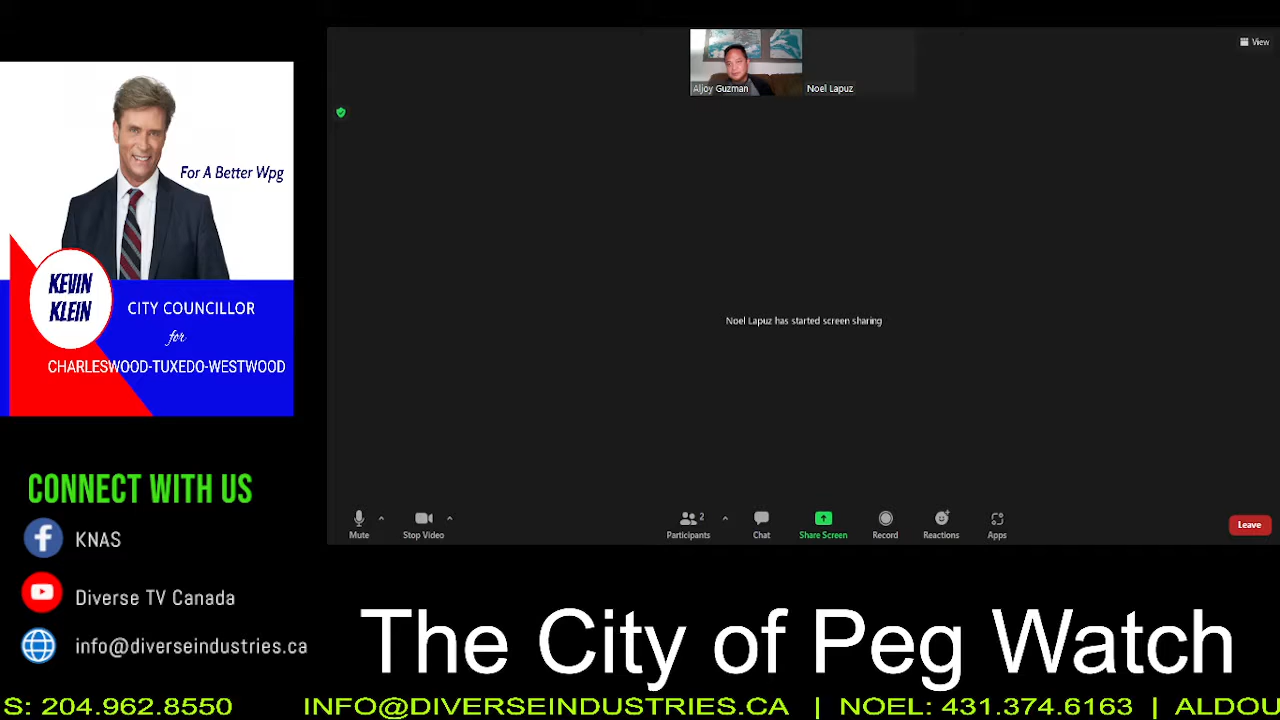 For A Better Wpg
KEVIN
KLEIN
CITY COUNCILLOR
for
CHARLESWOOD-TUXEDO-WESTWOOD
CONNECT WITH US
KNAS
Diverse TV Canada
info@diverseindustries.ca
Aljoy Guzman
Noel Lapuz
View
Noel Lapuz has started screen sharing
Mute
Stop Video
Participants
2
Chat
Share Screen
Record
Reactions
Apps
Leave
The City of Peg Watch
S: 204.962.8550 INFO@DIVERSEINDUSTRIES.CA | NOEL: 431.374.6163 | ALDOU